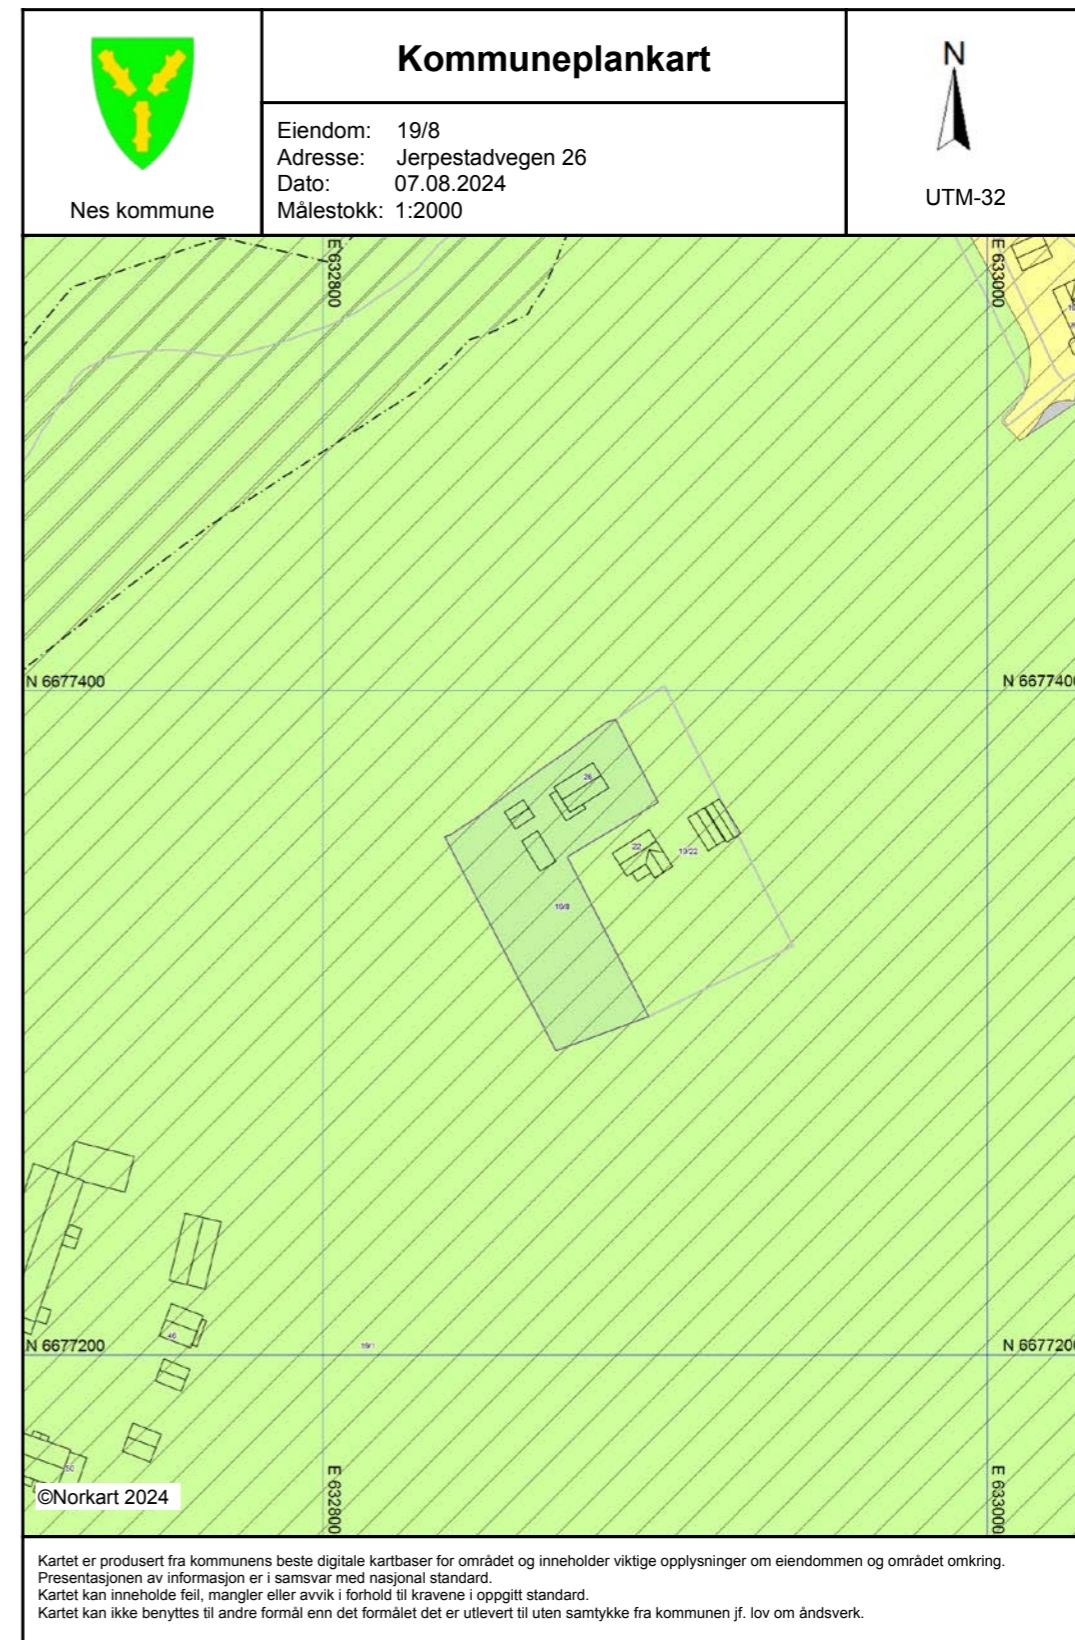 Kommuneplankart
Eiendom: 19/8
Adresse: Jerpestadvegen 26
Dato: 07.08.2024
Målestokk: 1:2000
Nes kommune
N
UTM-32
E 632800
E 633000
N 6677400
N 6677400
26
22
19/22
19/8
46
N 6677200
19/1
N 6677200
50
E 632800
E 633000
©Norkart 2024
Kartet er produsert fra kommunens beste digitale kartbaser for området og inneholder viktige opplysninger om eiendommen og området omkring.
Presentasjonen av informasjon er i samsvar med nasjonal standard.
Kartet kan inneholde feil, mangler eller avvik i forhold til kravene i oppgitt standard.
Kartet kan ikke benyttes til andre formål enn det formålet det er utlevert til uten samtykke fra kommunen jf. lov om åndsverk.